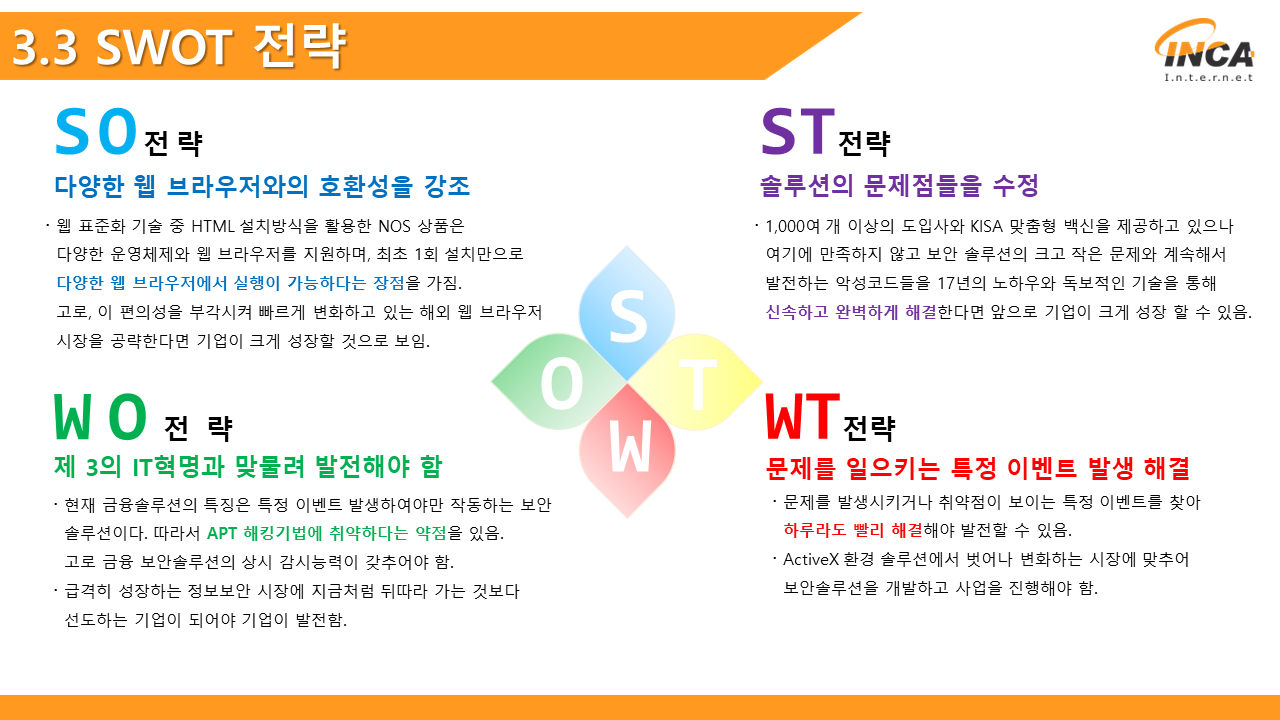 3.3 SWOT 전략
INCA
I.n.t.e.r.n.e.t
SO전 략
다양한 웹 브라우저와의 호환성을 강조
· 웹 표준화 기술 중 HTML 설치방식을 활용한 NOS 상품은
다양한 운영체제와 웹 브라우저를 지원하며, 최초 1회 설치만으로
다양한 웹 브라우저에서 실행이 가능하다는 장점을 가짐.
고로, 이 편의성을 부각시켜 빠르게 변화하고 있는 해외 웹 브라우저
시장을 공략한다면 기업이 크게 성장할 것으로 보임.
ST전략
솔루션의 문제점들을 수정
· 1,000여 개 이상의 도입사와 KISA 맞춤형 백신을 제공하고 있으나
여기에 만족하지 않고 보안 솔루션의 크고 작은 문제와 계속해서
발전하는 악성코드들을 17년의 노하우와 독보적인 기술을 통해
신속하고 완벽하게 해결한다면 앞으로 기업이 크게 성장 할 수 있음.
S
O
T
W
WO 전 략
제 3의 IT혁명과 맞물려 발전해야 함
· 현재 금융솔루션의 특징은 특정 이벤트 발생하여야만 작동하는 보안
솔루션이다. 따라서 APT 해킹기법에 취약하다는 약점을 있음.
고로 금융 보안솔루션의 상시 감시능력이 갖추어야 함.
· 급격히 성장하는 정보보안 시장에 지금처럼 뒤따라 가는 것보다
선도하는 기업이 되어야 기업이 발전함.
WT전략
문제를 일으키는 특정 이벤트 발생 해결
· 문제를 발생시키거나 취약점이 보이는 특정 이벤트를 찾아
하루라도 빨리 해결해야 발전할 수 있음.
· ActiveX 환경 솔루션에서 벗어나 변화하는 시장에 맞추어
보안솔루션을 개발하고 사업을 진행해야 함.